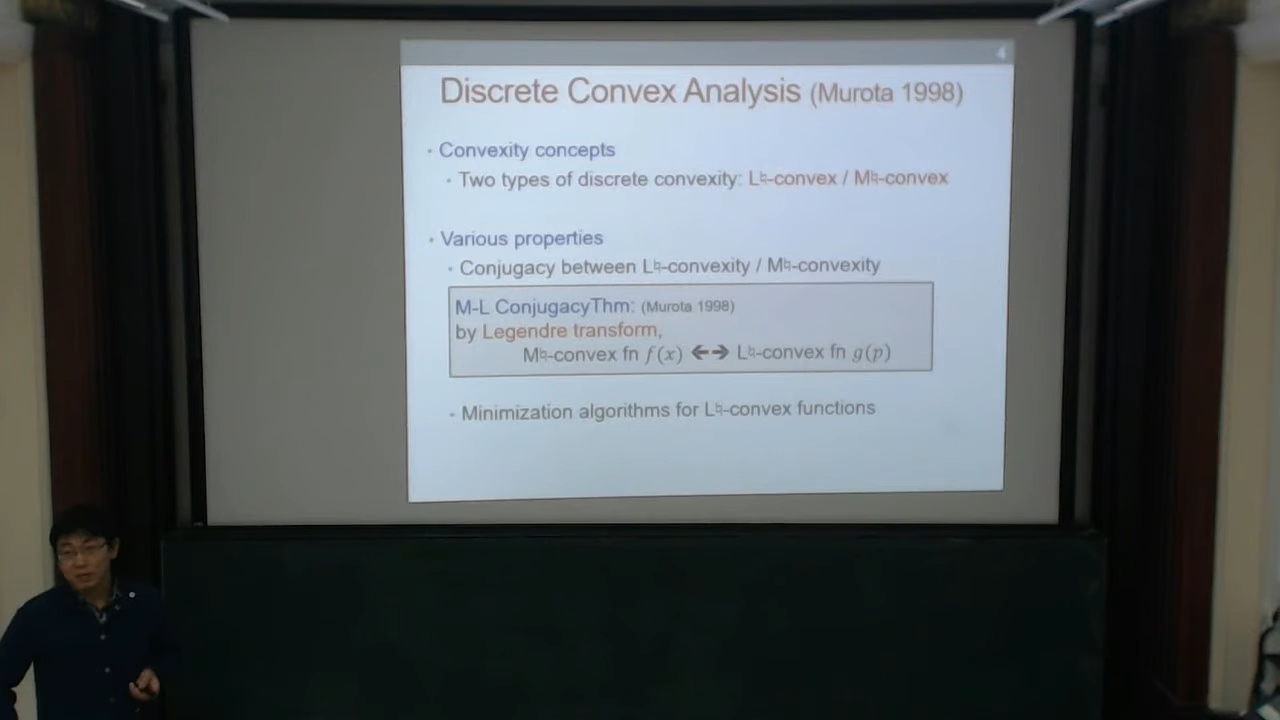 4
Discrete Convex Analysis (Murota 1998)
• Convexity concepts
• Two types of discrete convexity: L♮-convex / M♮-convex
• Various properties
• Conjugacy between L♮-convexity / M♮-convexity
M-L ConjugacyThm: (Murota 1998)
by Legendre transform,
M♮-convex fn f(x) ↔ L♮-convex fn g(p)
• Minimization algorithms for L♮-convex functions